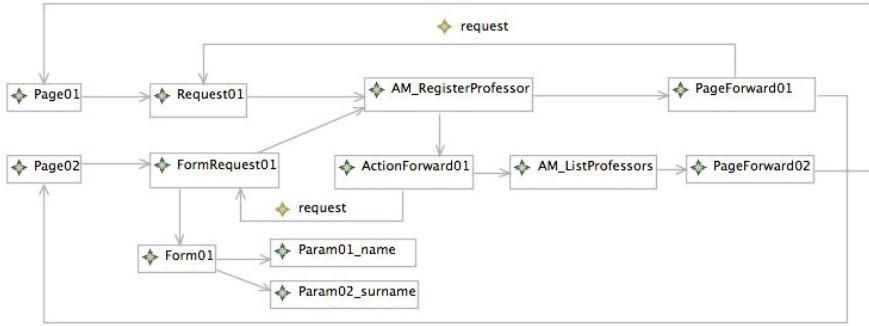 request
Page01
Request01
AM_RegisterProfessor
PageForward01
Page02
FormRequest01
ActionForward01
AM_ListProfessors
PageForward02
request
Form01
Param01_name
Param02_surname